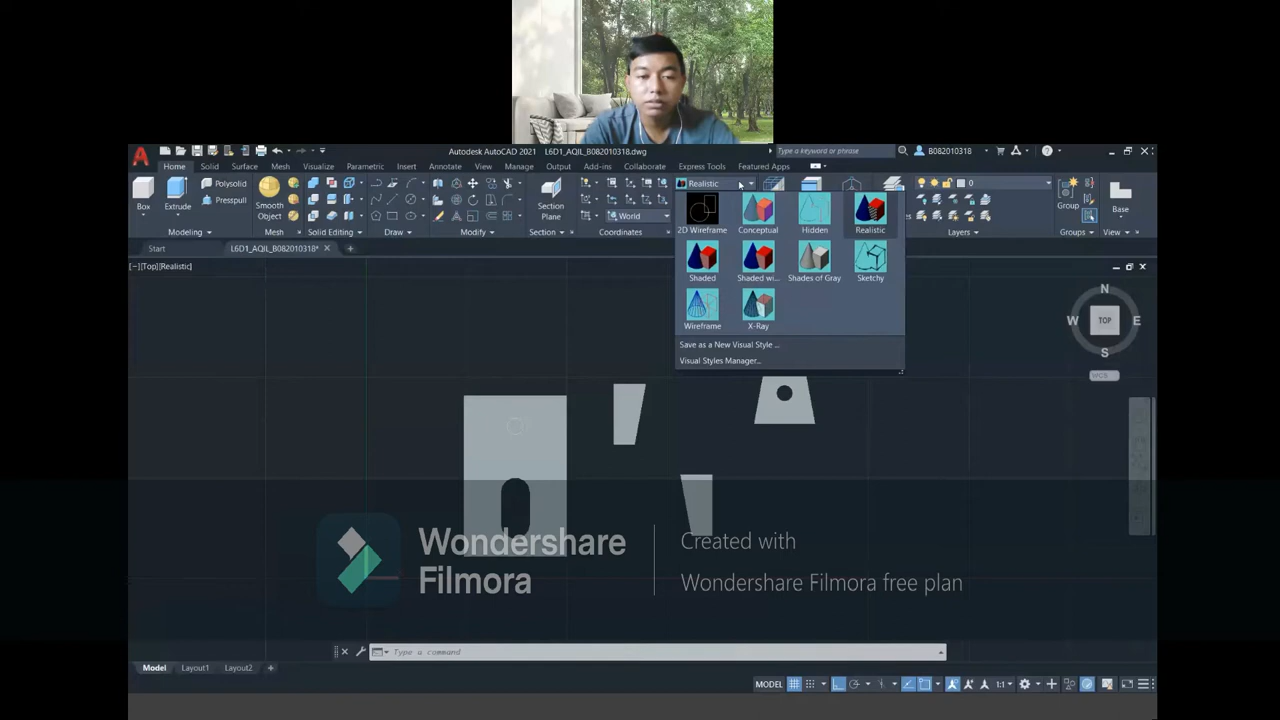 Autodesk AutoCAD 2021 L6D1_AQIL_B082010318.dwg
Type a keyword or phrase
B082010318
Home Solid Surface Mesh Visualize Parametric Insert Annotate View Manage Output Add-ins Collaborate Express Tools Featured Apps
Box
Extrude
Polysolid
Presspull
Smooth
Object
Section
Plane
World
Realistic
0
Group
Base
Modeling
Mesh
Solid Editing
Draw
Modify
Section
Coordinates
Layers
Groups
View
2D Wireframe
Conceptual
Hidden
Realistic
Shaded
Shaded wi...
Shades of Gray
Sketchy
Wireframe
X-Ray
Save as a New Visual Style ...
Visual Styles Manager...
Start
L6D1_AQIL_B082010318*
[−][Top][Realistic]
N
W
TOP
E
S
WCS
Wondershare
Filmora
Created with
Wondershare Filmora free plan
Type a command
Model Layout1 Layout2
MODEL
1:1